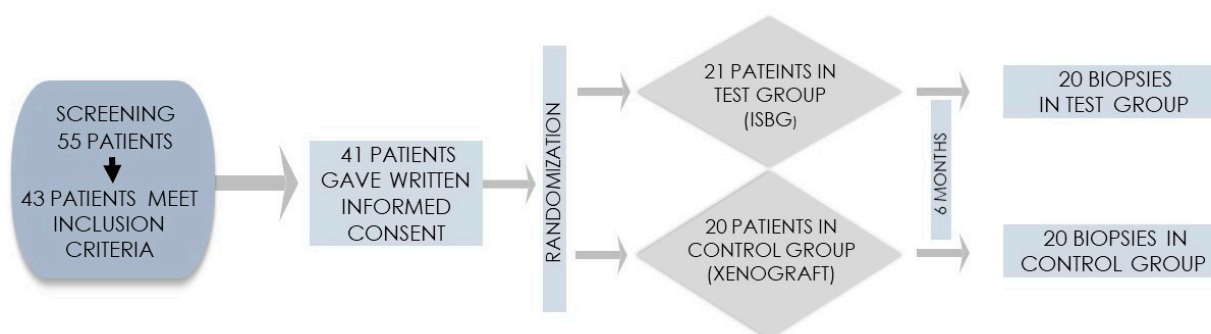 SCREENING
55 PATIENTS
43 PATIENTS MEET
INCLUSION
CRITERIA
41 PATIENTS
GAVE WRITTEN
INFORMED
CONSENT
RANDOMIZATION
21 PATEINTS IN
TEST GROUP
(ISBG)
20 PATIENTS IN
CONTROL GROUP
(XENOGRAFT)
6 MONTHS
20 BIOPSIES
IN TEST GROUP
20 BIOPSIES IN
CONTROL GROUP